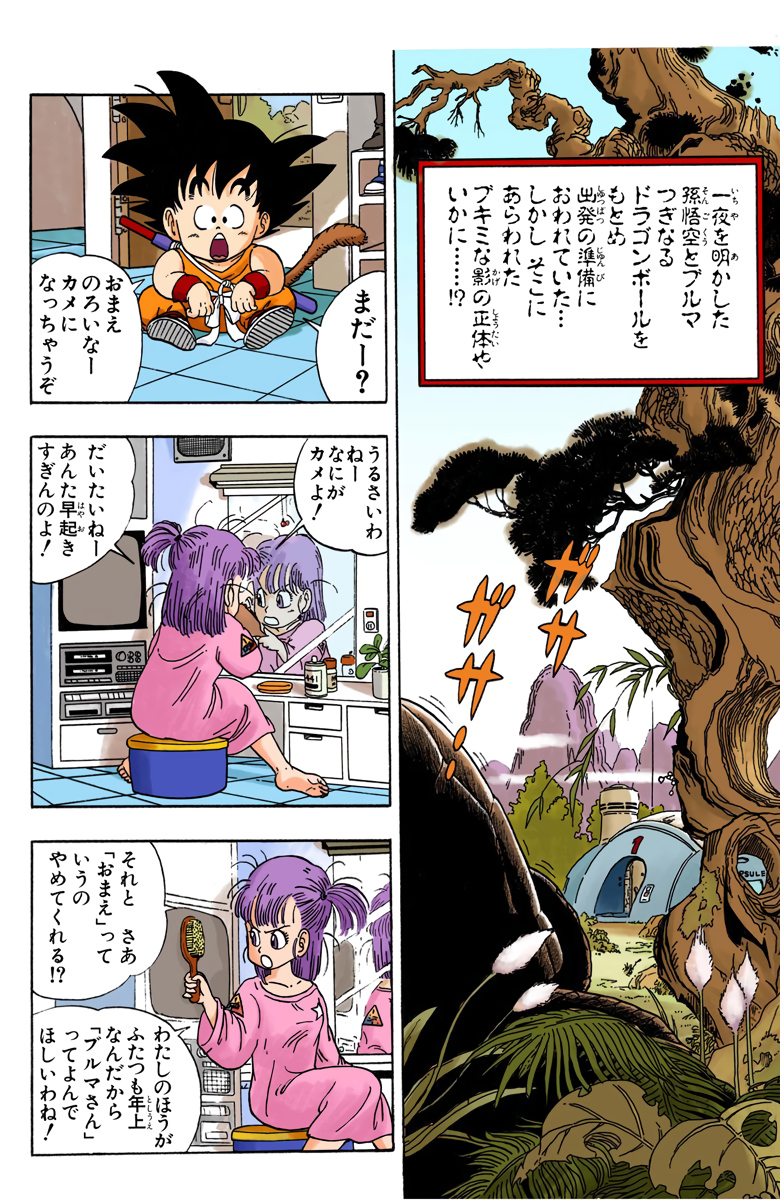 一夜を明かした
孫悟空とブルマ
つぎなる
ドラゴンボールを
もとめ
出発の準備に
おわれていた…
しかし そこに
あらわれた
ブキミな影の正体や
いかに……!?
ガサ
ガサ…
1
PSULE
まだー?
おまえ
のろいなー
カメに
なっちゃうぞ
うるさいわ
ねー
なにが
カメよ!
だいたいねー
あんた早起き
すぎんのよ!
それと さあ
「おまえ」って
いうの
やめてくれる!?
わたしのほうが
ふたつも年上
なんだから
「ブルマさん」
ってよんで
ほしいわね!